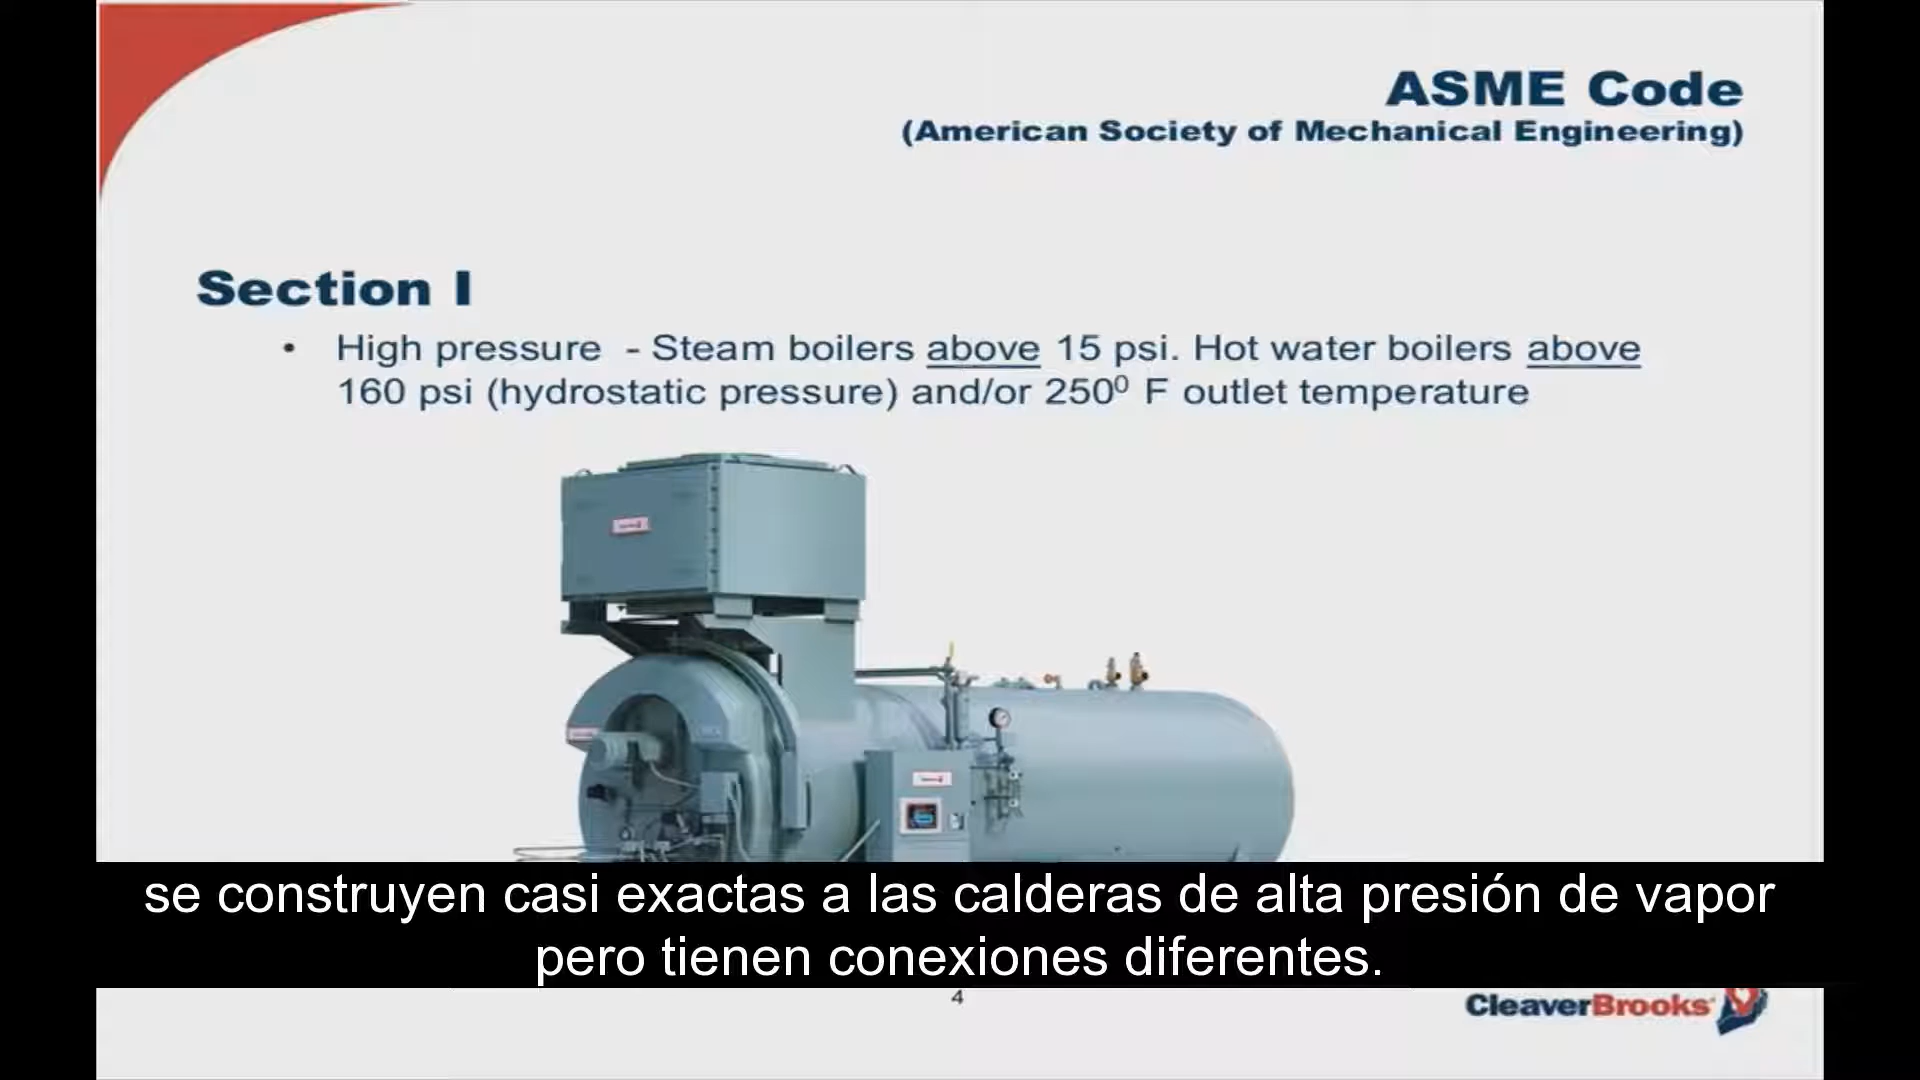 ASME Code
(American Society of Mechanical Engineering)
Section I
• High pressure - Steam boilers above 15 psi. Hot water boilers above
160 psi (hydrostatic pressure) and/or 250⁰ F outlet temperature
se construyen casi exactas a las calderas de alta presión de vapor
pero tienen conexiones diferentes.
4
CleaverBrooks